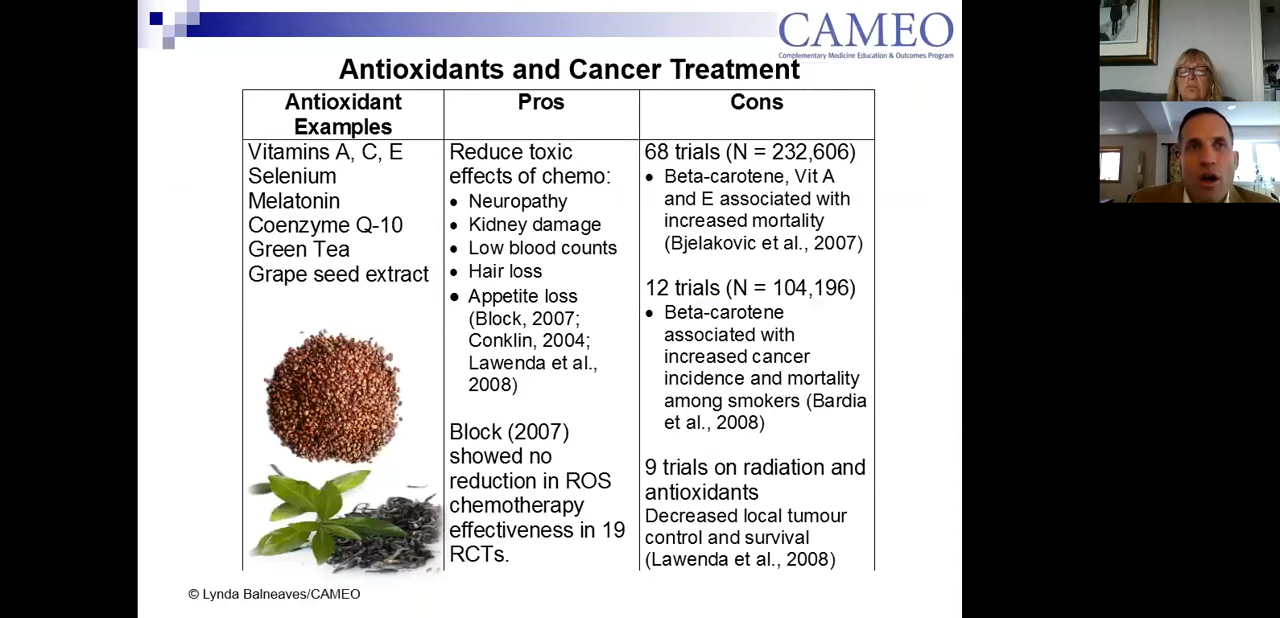 CAMEO
Complementary Medicine Education & Outcomes Program
Antioxidants and Cancer Treatment
Antioxidant
Examples
Pros
Cons
Vitamins A, C, E
Selenium
Melatonin
Coenzyme Q-10
Green Tea
Grape seed extract
Reduce toxic
effects of chemo:
• Neuropathy
• Kidney damage
• Low blood counts
• Hair loss
• Appetite loss
(Block, 2007;
Conklin, 2004;
Lawenda et al.,
2008)
Block (2007)
showed no
reduction in ROS
chemotherapy
effectiveness in 19
RCTs.
68 trials (N = 232,606)
• Beta-carotene, Vit A
and E associated with
increased mortality
(Bjelakovic et al., 2007)
12 trials (N = 104,196)
• Beta-carotene
associated with
increased cancer
incidence and mortality
among smokers (Bardia
et al., 2008)
9 trials on radiation and
antioxidants
Decreased local tumour
control and survival
(Lawenda et al., 2008)
© Lynda Balneaves/CAMEO